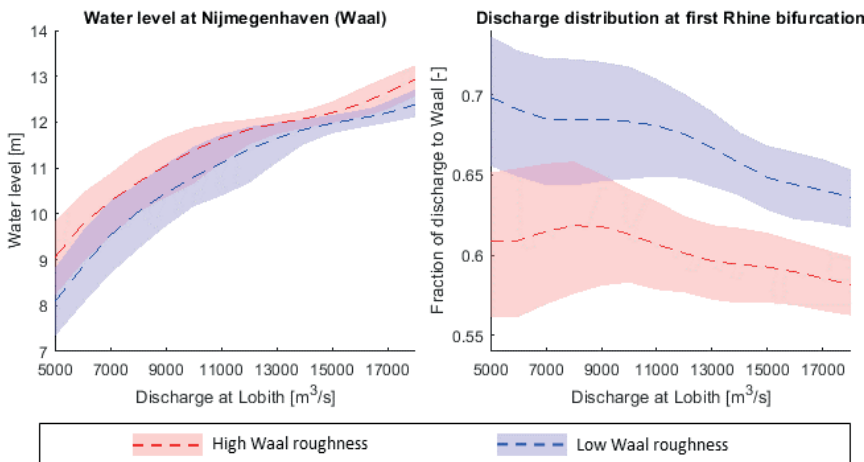 Water level at Nijmegenhaven (Waal)
14
13
12
11
10
9
8
7
Water level [m]
5000 7000 9000 11000 13000 15000 17000
Discharge at Lobith [m³/s]
Discharge distribution at first Rhine bifurcation
0.7
0.65
0.6
0.55
Fraction of discharge to Waal [-]
5000 7000 9000 11000 13000 15000 17000
Discharge at Lobith [m³/s]
High Waal roughness
Low Waal roughness